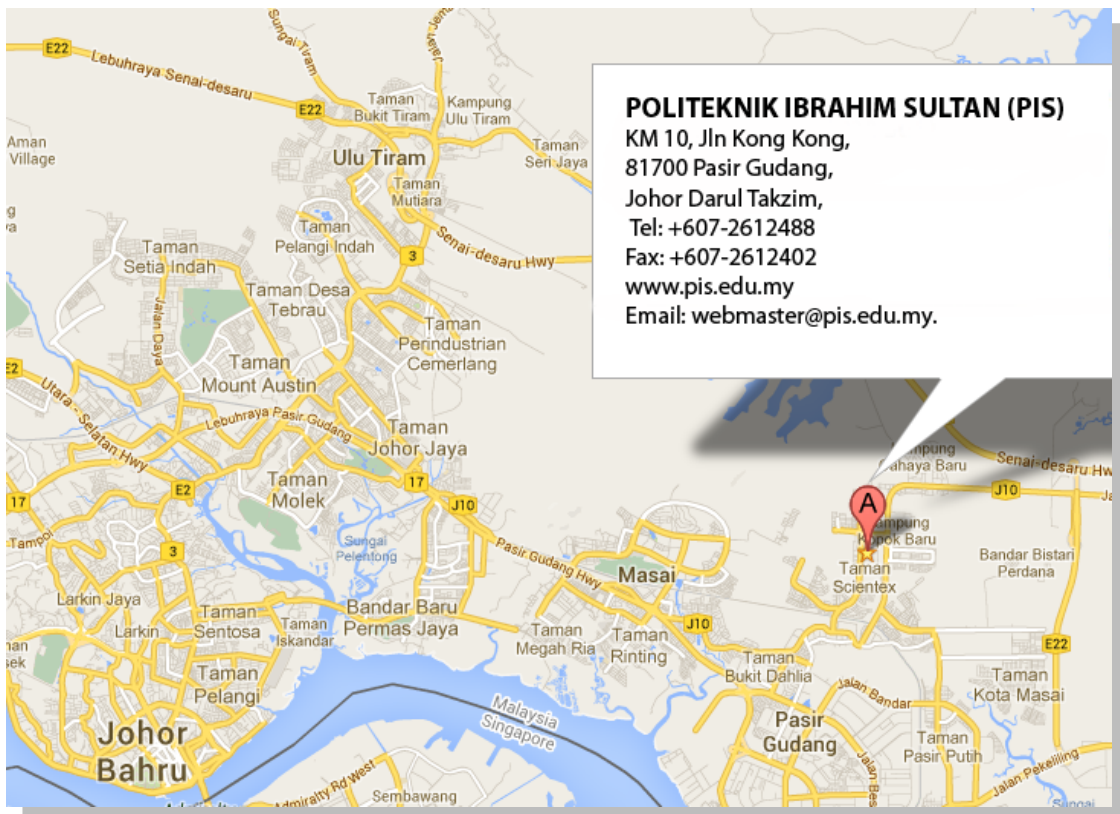 E22
Lebuhraya Senai-desaru
Sungai Tiram
E22
Taman
Bukit Tiram
Kampung
Ulu Tiram
Taman
Seri Jaya
Ulu Tiram
Taman
Mutiara
Aman
Village
POLITEKNIK IBRAHIM SULTAN (PIS)
KM 10, Jln Kong Kong,
81700 Pasir Gudang,
Johor Darul Takzim,
Tel: +607-2612488
Fax: +607-2612402
www.pis.edu.my
Email: webmaster@pis.edu.my.
Taman
Pelangi Indah
Senai-desaru Hwy
3
Taman
Setia Indah
Jalan Daya
Taman Desa
Tebrau
Taman
Perindustrian
Cemerlang
Taman
Mount Austin
E2
Utara - Selatan Hwy
Lebuhraya Pasir Gudang
Taman
Johor Jaya
Taman
Molek
17
E2
17
J10
Tampoi
3
Sungai
Pelentong
Pasir Gudang Hwy
Masai
ahaya Baru
Senai-desaru Hw
J10
A
Kopok Baru
Taman
Scientex
Bandar Bistari
Perdana
Larkin Jaya
Larkin
Taman
Sentosa
Taman
Iskandar
Bandar Baru
Permas Jaya
Taman
Megah Ria
Taman
Rinting
J10
E22
Taman
Pelangi
Taman
Bukit Dahlia
Jalan Bandar
Taman
Kota Masai
Johor
Bahru
Malaysia
Singapore
Pasir
Gudang
Taman
Pasir Putih
Jalan Pekeliling
Admiralty Rd West
Sembawang
Jalan Bes
Sungai